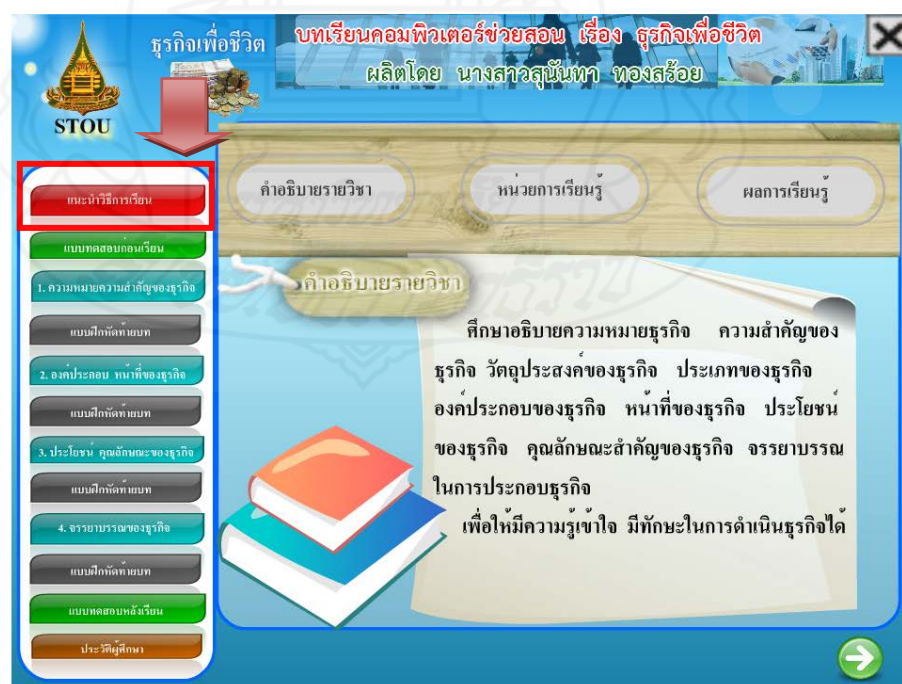 ธุรกิจเพื่อชีวิต
บทเรียนคอมพิวเตอร์ช่วยสอน เรื่อง ธุรกิจเพื่อชีวิต
ผลิตโดย นางสาวสุนันทา ทองสร้อย
STOU
แนะนำวิธีการเรียน
แบบทดสอบก่อนเรียน
1. ความหมายความสำคัญของธุรกิจ
แบบฝึกหัดท้ายบท
2. องค์ประกอบ หน้าที่ของธุรกิจ
แบบฝึกหัดท้ายบท
3. ประโยชน์ คุณลักษณะของธุรกิจ
แบบฝึกหัดท้ายบท
4. จรรยาบรรณของธุรกิจ
แบบฝึกหัดท้ายบท
แบบทดสอบหลังเรียน
ประวัติผู้ศึกษา
คำอธิบายรายวิชา
หน่วยการเรียนรู้
ผลการเรียนรู้
คำอธิบายรายวิชา
ศึกษาอธิบายความหมายธุรกิจ ความสำคัญของ
ธุรกิจ วัตถุประสงค์ของธุรกิจ ประเภทของธุรกิจ
องค์ประกอบของธุรกิจ หน้าที่ของธุรกิจ ประโยชน์
ของธุรกิจ คุณลักษณะสำคัญของธุรกิจ จรรยาบรรณ
ในการประกอบธุรกิจ
เพื่อให้มีความรู้เข้าใจ มีทักษะในการดำเนินธุรกิจได้